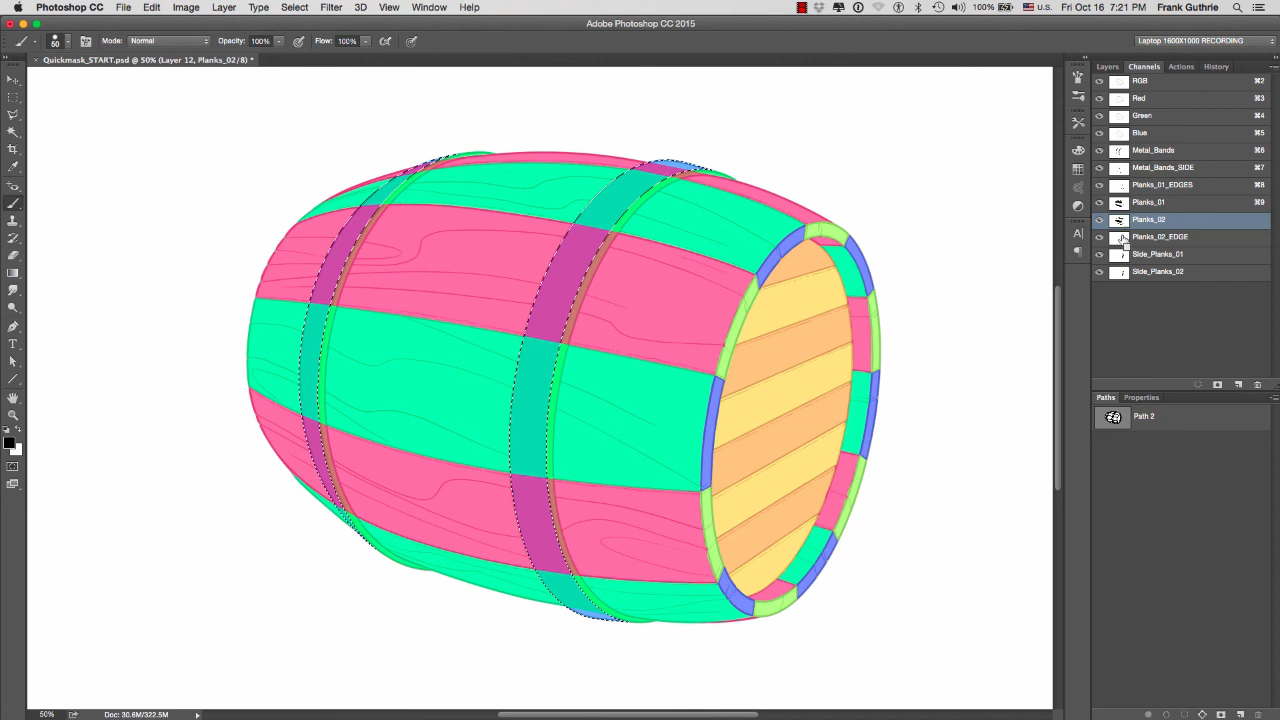 Photoshop CC File Edit Image Layer Type Select Filter 3D View Window Help 100% U.S. Fri Oct 16 7:21 PM Frank Guthrie
Adobe Photoshop CC 2015
50 Mode: Normal Opacity: 100% Flow: 100% Laptop 1600X1000 RECORDING
× Quickmask_START.psd @ 50% (Layer 12, Planks_02/8) *
Layers Channels Actions History
RGB ⌘2
Red ⌘3
Green ⌘4
Blue ⌘5
Metal_Bands ⌘6
Metal_Bands_SIDE ⌘7
Planks_01_EDGES ⌘8
Planks_01 ⌘9
Planks_02
Planks_02_EDGE
SIde_Planks_01
SIde_Planks_02
Paths Properties
Path 2
50% Doc: 30.6M/322.5M